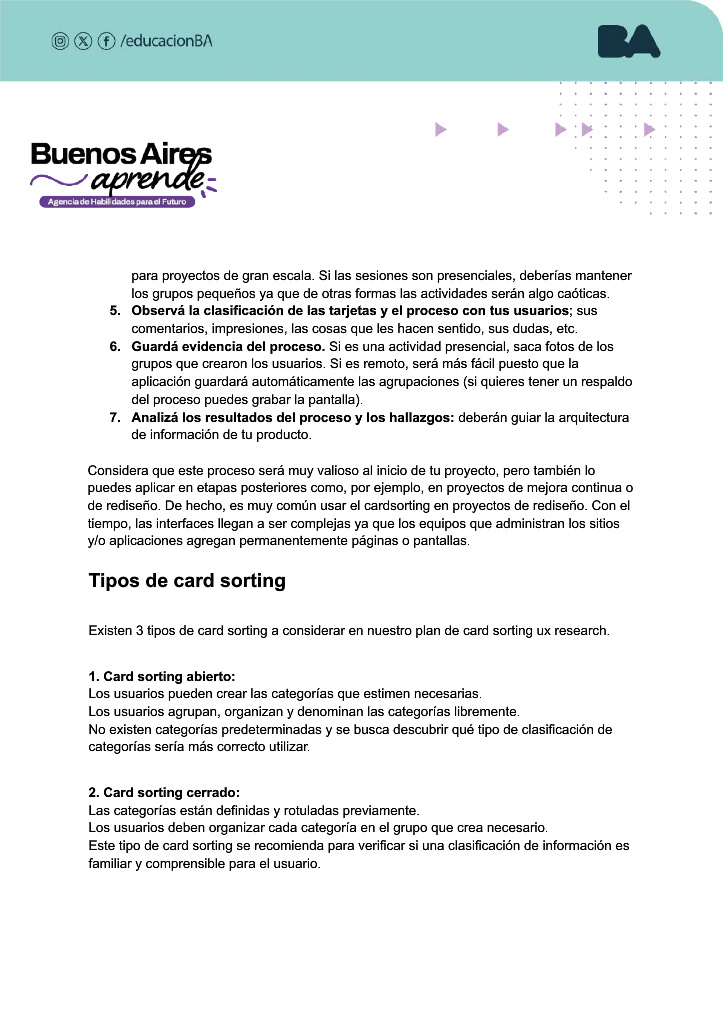 /educacionBA
BA
Buenos Aires
aprende
Agencia de Habilidades para el Futuro
para proyectos de gran escala. Si las sesiones son presenciales, deberías mantener
los grupos pequeños ya que de otras formas las actividades serán algo caóticas.
5. Observá la clasificación de las tarjetas y el proceso con tus usuarios; sus
comentarios, impresiones, las cosas que les hacen sentido, sus dudas, etc.
6. Guardá evidencia del proceso. Si es una actividad presencial, saca fotos de los
grupos que crearon los usuarios. Si es remoto, será más fácil puesto que la
aplicación guardará automáticamente las agrupaciones (si quieres tener un respaldo
del proceso puedes grabar la pantalla).
7. Analizá los resultados del proceso y los hallazgos: deberán guiar la arquitectura
de información de tu producto.
Considera que este proceso será muy valioso al inicio de tu proyecto, pero también lo
puedes aplicar en etapas posteriores como, por ejemplo, en proyectos de mejora continua o
de rediseño. De hecho, es muy común usar el cardsorting en proyectos de rediseño. Con el
tiempo, las interfaces llegan a ser complejas ya que los equipos que administran los sitios
y/o aplicaciones agregan permanentemente páginas o pantallas.
Tipos de card sorting
Existen 3 tipos de card sorting a considerar en nuestro plan de card sorting ux research.
1. Card sorting abierto:
Los usuarios pueden crear las categorías que estimen necesarias.
Los usuarios agrupan, organizan y denominan las categorías libremente.
No existen categorías predeterminadas y se busca descubrir qué tipo de clasificación de
categorías sería más correcto utilizar.
2. Card sorting cerrado:
Las categorías están definidas y rotuladas previamente.
Los usuarios deben organizar cada categoría en el grupo que crea necesario.
Este tipo de card sorting se recomienda para verificar si una clasificación de información es
familiar y comprensible para el usuario.